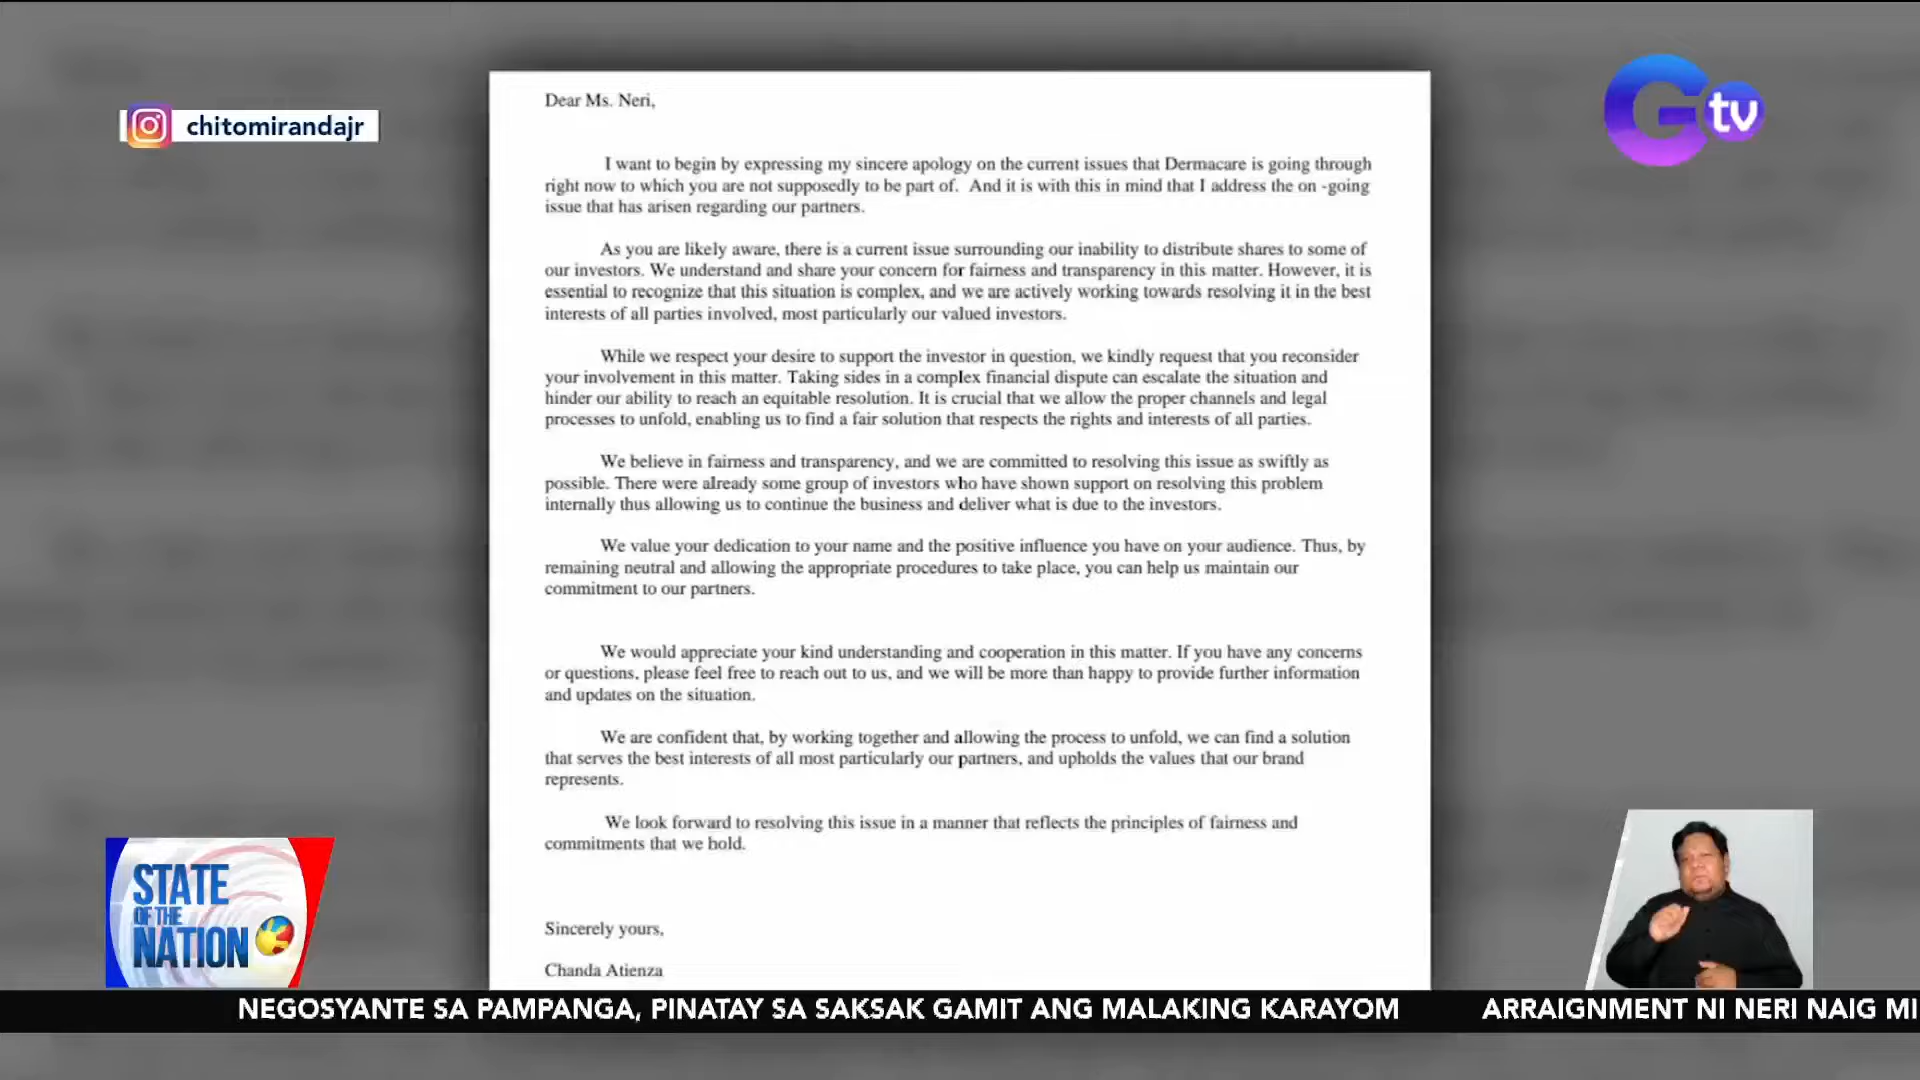 chitomirandajr
G tv
Dear Ms. Neri,
I want to begin by expressing my sincere apology on the current issues that Dermacare is going through
right now to which you are not supposedly to be part of. And it is with this in mind that I address the on -going
issue that has arisen regarding our partners.
As you are likely aware, there is a current issue surrounding our inability to distribute shares to some of
our investors. We understand and share your concern for fairness and transparency in this matter. However, it is
essential to recognize that this situation is complex, and we are actively working towards resolving it in the best
interests of all parties involved, most particularly our valued investors.
While we respect your desire to support the investor in question, we kindly request that you reconsider
your involvement in this matter. Taking sides in a complex financial dispute can escalate the situation and
hinder our ability to reach an equitable resolution. It is crucial that we allow the proper channels and legal
processes to unfold, enabling us to find a fair solution that respects the rights and interests of all parties.
We believe in fairness and transparency, and we are committed to resolving this issue as swiftly as
possible. There were already some group of investors who have shown support on resolving this problem
internally thus allowing us to continue the business and deliver what is due to the investors.
We value your dedication to your name and the positive influence you have on your audience. Thus, by
remaining neutral and allowing the appropriate procedures to take place, you can help us maintain our
commitment to our partners.
We would appreciate your kind understanding and cooperation in this matter. If you have any concerns
or questions, please feel free to reach out to us, and we will be more than happy to provide further information
and updates on the situation.
We are confident that, by working together and allowing the process to unfold, we can find a solution
that serves the best interests of all most particularly our partners, and upholds the values that our brand
represents.
We look forward to resolving this issue in a manner that reflects the principles of fairness and
commitments that we hold.
Sincerely yours,
Chanda Atienza
STATE
OF THE
NATION
NEGOSYANTE SA PAMPANGA, PINATAY SA SAKSAK GAMIT ANG MALAKING KARAYOM
ARRAIGNMENT NI NERI NAIG MI